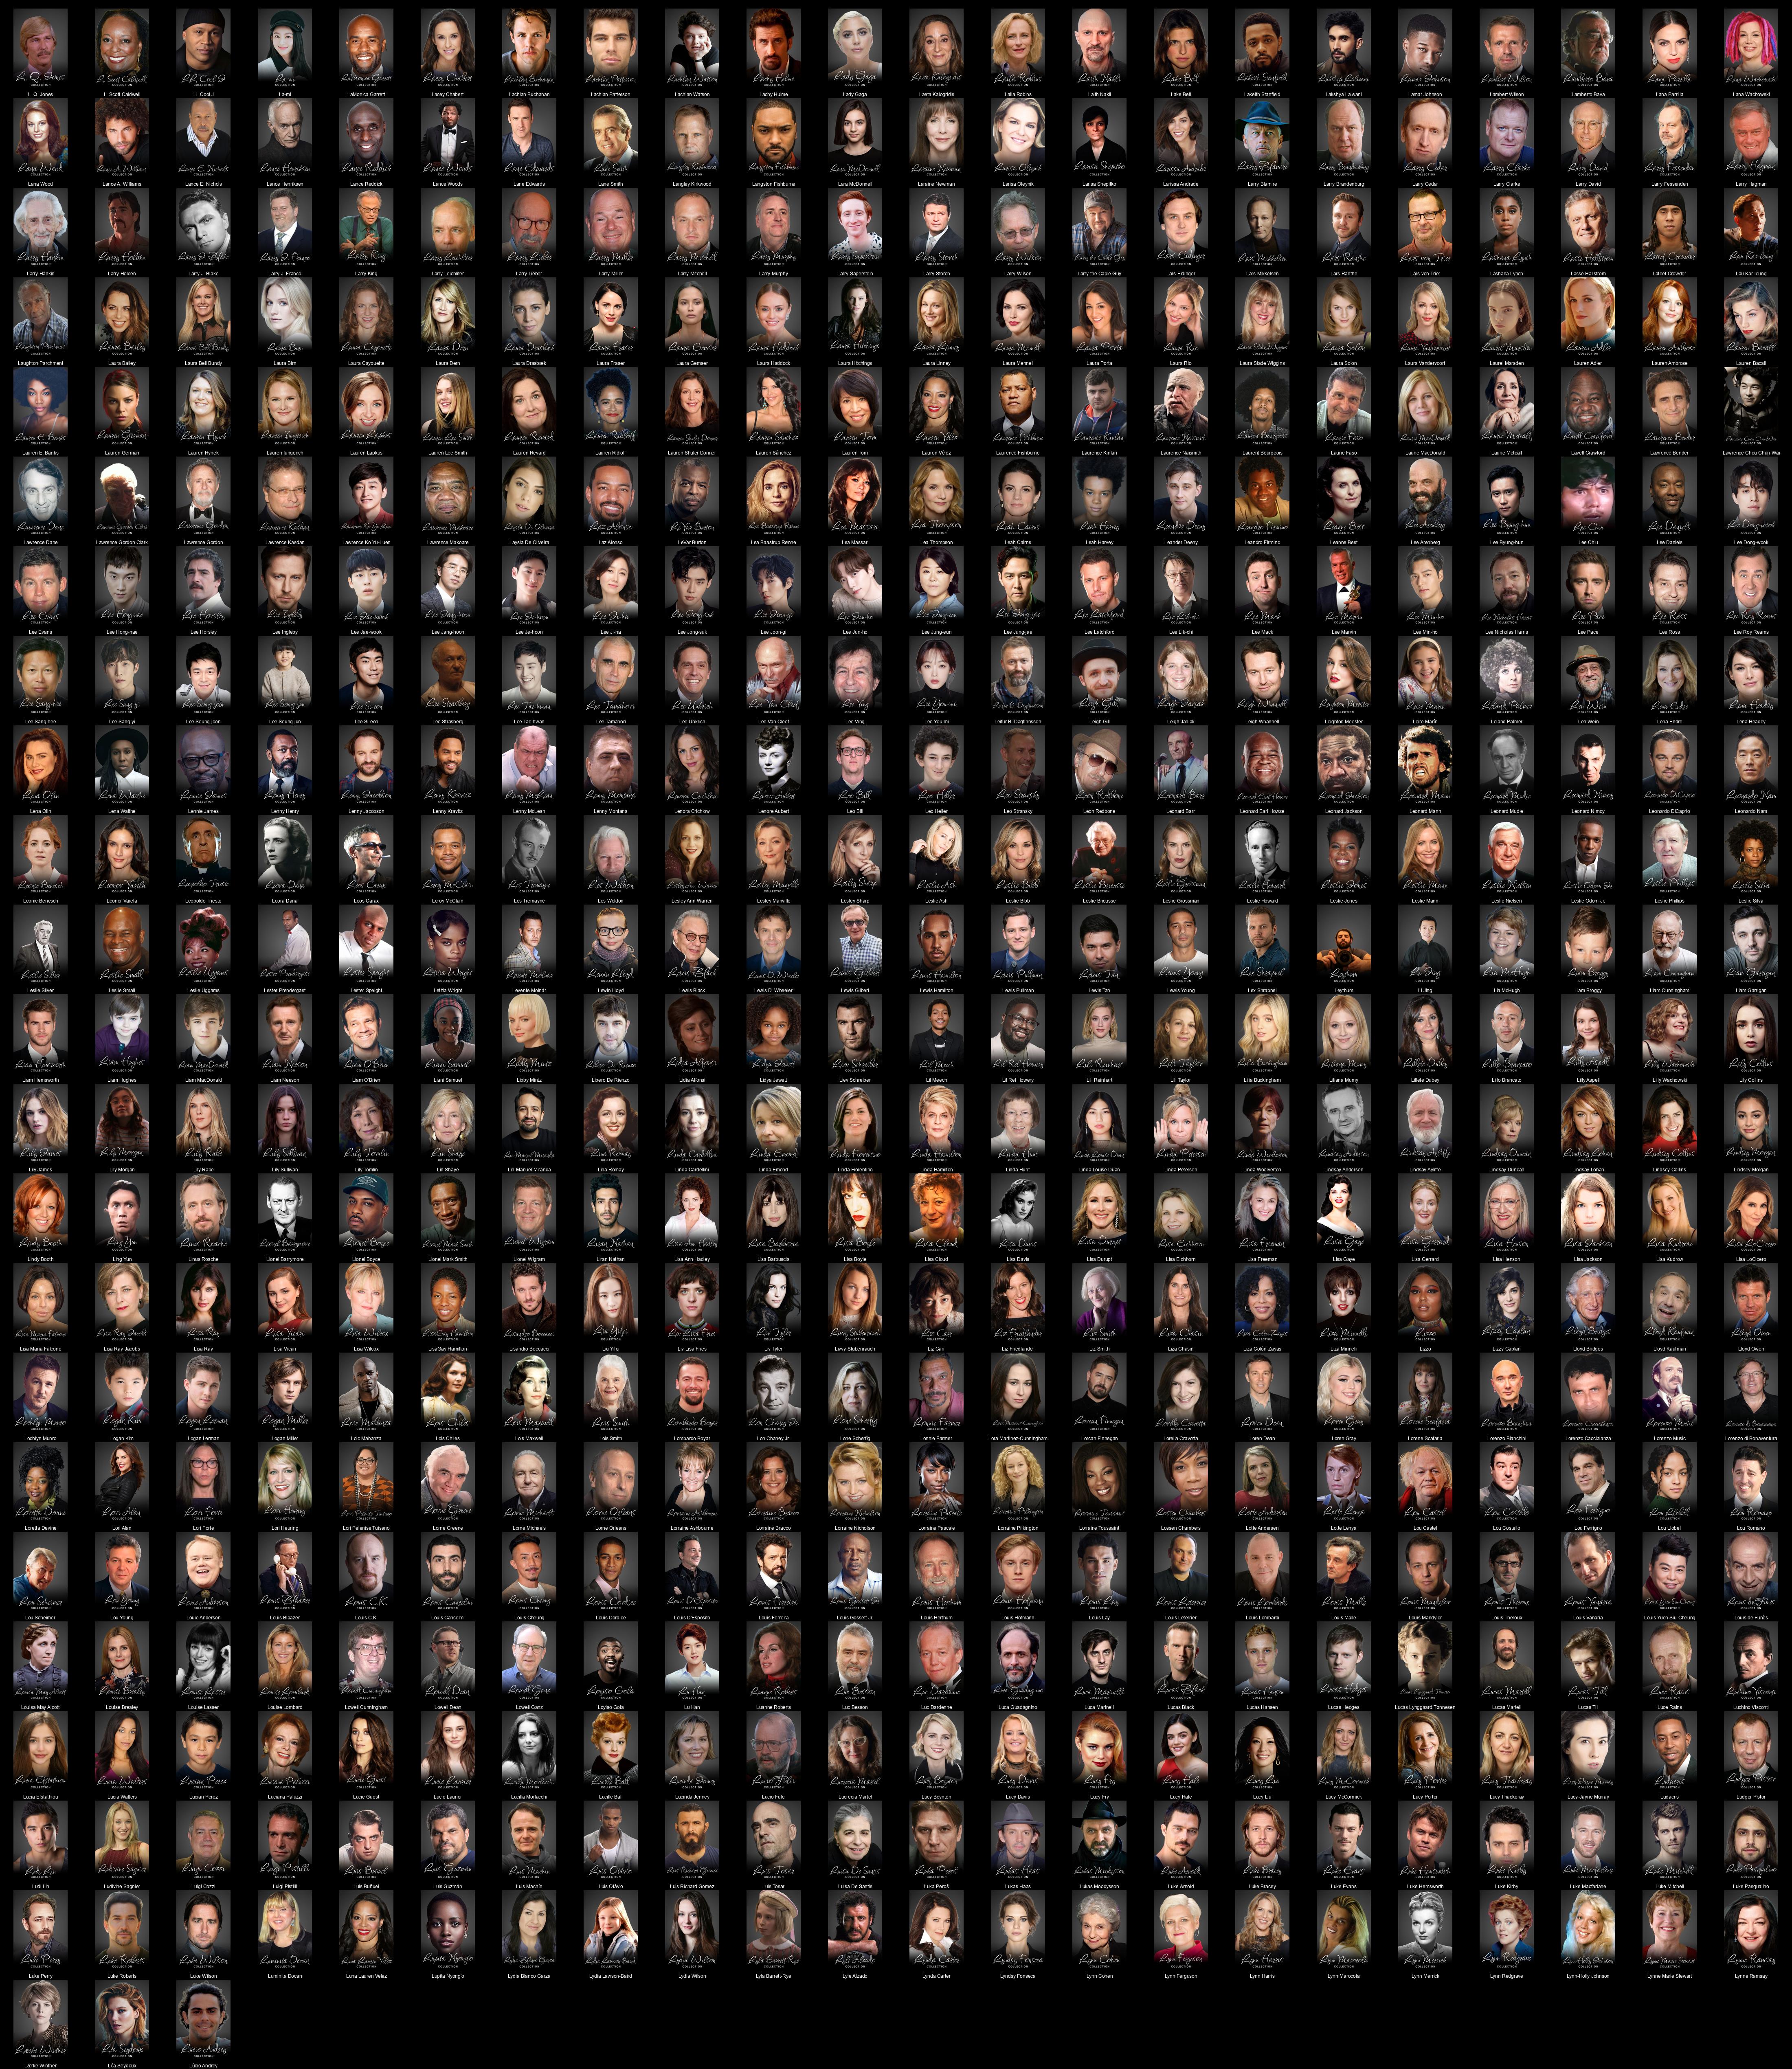 L. Q. Jones L. Scott Caldwell LL Cool J La-mi LaMonica Garrett Lacey Chabert Lachlan Buchanan Lachlan Patterson Lachlan Watson Lachy Hulme Lady Gaga Laeta Kalogridis Laila Robins Laith Nakli Lake Bell Lakeith Stanfield Lakshya Lalwani Lamar Johnson Lambert Wilson Lamberto Bava Lana Parrilla Lana Wachowski
Lana Wood Lance A. Williams Lance E. Nichols Lance Henriksen Lance Reddick Lance Woods Lane Edwards Lane Smith Langley Kirkwood Langston Fishburne Lara McDonnell Laraine Newman Larisa Oleynik Larisa Shepitko Larissa Andrade Larry Blamire Larry Brandenburg Larry Cedar Larry Clarke Larry David Larry Fessenden Larry Hagman
Larry Hankin Larry Holden Larry J. Blake Larry J. Franco Larry King Larry Leichliter Larry Lieber Larry Miller Larry Mitchell Larry Murphy Larry Saperstein Larry Storch Larry Wilson Larry the Cable Guy Lars Eidinger Lars Mikkelsen Lars Ranthe Lars von Trier Lashana Lynch Lasse Hallström Lateef Crowder Lau Kar-leung
Laughton Parchment Laura Bailey Laura Bell Bundy Laura Birn Laura Cayouette Laura Dern Laura Drasbaek Laura Fraser Laura Gemser Laura Haddock Laura Hitchings Laura Linney Laura Mennell Laura Porta Laura Rio Laura Slade Wiggins Laura Solon Laura Vandervoort Laurel Marsden Lauren Adler Lauren Ambrose Lauren Bacall
Lauren E. Banks Lauren German Lauren Hynek Lauren Iungerich Lauren Lapkus Lauren Lee Smith Lauren Revard Lauren Ridloff Lauren Shuler Donner Lauren Sánchez Lauren Tom Lauren Vélez Laurence Fishburne Laurence Kinlan Laurence Naismith Laurent Bourgeois Laurie Faso Laurie MacDonald Laurie Metcalf Lavell Crawford Lawrence Bender Lawrence Chou Chun-Wai
Lawrence Dane Lawrence Gordon Clark Lawrence Gordon Lawrence Kasdan Lawrence Ko Yu-Luen Lawrence Makoare Laysla De Oliveira Laz Alonso LeVar Burton Lea Baastrup Rønne Lea Massari Lea Thompson Leah Cairns Leah Harvey Leander Dewry Leandro Firmino Leanne Best Lee Arenberg Lee Byung-hun Lee Chiu Lee Daniels Lee Dong-wook
Lee Evans Lee Hong-nae Lee Horsley Lee Ingleby Lee Jae-wook Lee Jang-hoon Lee Je-hoon Lee Ji-ha Lee Jong-suk Lee Joon-gi Lee Jun-ho Lee Jung-eun Lee Jung-jae Lee Latchford Lee Lik-chi Lee Mack Lee Marvin Lee Min-ho Lee Nicholas Harris Lee Pace Lee Ross Lee Roy Reams
Lee Sang-hee Lee Sang-yi Lee Seung-joon Lee Seung-jun Lee Si-eon Lee Strasberg Lee Tae-hwan Lee Tamahori Lee Unkrich Lee Van Cleef Lee Ving Lee You-mi Leifur B. Dagfinnsson Leigh Gill Leigh Janiak Leigh Whannell Leighton Meester Leire Marín Leland Palmer Len Wein Lena Endre Lena Headey
Lena Olin Lena Waithe Lennie James Lenny Henry Lenny Jacobson Lenny Kravitz Lenny McLean Lenny Montana Lenora Crichlow Lenore Aubert Leo Bill Leo Heller Leo Stransky Leon Redbone Leonard Barr Leonard Earl Howze Leonard Jackson Leonard Mann Leonard Mudie Leonard Nimoy Leonardo DiCaprio Leonardo Nam
Leonie Benesch Leonor Varela Leopoldo Trieste Leora Dana Leos Carax Leroy McClain Les Tremayne Les Weldon Lesley Ann Warren Lesley Manville Lesley Sharp Leslie Ash Leslie Bibb Leslie Bricusse Leslie Grossman Leslie Howard Leslie Jones Leslie Mann Leslie Nielsen Leslie Odom Jr. Leslie Phillips Leslie Silva
Leslie Silver Leslie Small Leslie Uggams Lester Prendergast Lester Speight Letitia Wright Levente Molnár Lewin Lloyd Lewis Black Lewis D. Wheeler Lewis Gilbert Lewis Hamilton Lewis Pullman Lewis Tan Lewis Young Lex Shrapnel Leythum Li Jing Lia McHugh Liam Broggy Liam Cunningham Liam Garrigan
Liam Hemsworth Liam Hughes Liam MacDonald Liam Neeson Liam O'Brien Liani Samuel Libby Mintz Libero De Rienzo Lidia Alfonsi Lidya Jewett Liev Schreiber Lil Meech Lil Rel Howery Lili Reinhart Lili Taylor Lilia Buckingham Liliana Mumy Lillete Dubey Lillo Brancato Lilly Aspell Lilly Wachowski Lily Collins
Lily James Lily Morgan Lily Rabe Lily Sullivan Lily Tomlin Lin Shaye Lin-Manuel Miranda Lina Romay Linda Cardellini Linda Emond Linda Fiorentino Linda Hamilton Linda Hunt Linda Louise Duan Linda Petersen Linda Woolverton Lindsay Anderson Lindsay Ayliffe Lindsay Duncan Lindsay Lohan Lindsey Collins Lindsey Morgan
Lindy Booth Ling Yun Linus Roache Lionel Barrymore Lionel Boyce Lionel Mark Smith Lionel Wigram Liran Nathan Lisa Ann Hadley Lisa Barbuscia Lisa Boyle Lisa Cloud Lisa Davis Lisa Durupt Lisa Eichhorn Lisa Freeman Lisa Gaye Lisa Gerrard Lisa Henson Lisa Jackson Lisa Kudrow Lisa LoCicero
Lisa Maria Falcone Lisa Ray-Jacobs Lisa Ray Lisa Vicari Lisa Wilcox LisaGay Hamilton Lisandro Boccacci Liu Yifei Liv Lisa Fries Liv Tyler Livvy Stubenrauch Liz Carr Liz Friedlander Liz Smith Liza Chasin Liza Colón-Zayas Liza Minnelli Lizzo Lizzy Caplan Lloyd Bridges Lloyd Kaufman Lloyd Owen
Lochlyn Munro Logan Kim Logan Lerman Logan Miller Loïc Mabanza Lois Chiles Lois Maxwell Lois Smith Lombardo Boyar Lon Chaney Jr. Lone Scherfig Lonnie Farmer Lora Martinez-Cunningham Lorcan Finnegan Lorella Cravotta Loren Dean Loren Gray Lorene Scafaria Lorenzo Bianchini Lorenzo Caccialanza Lorenzo Music Lorenzo di Bonaventura
Loretta Devine Lori Alan Lori Forte Lori Heuring Lori Pelenise Tuisano Lorne Greene Lorne Michaels Lorne Orleans Lorraine Ashbourne Lorraine Bracco Lorraine Nicholson Lorraine Pascale Lorraine Pilkington Lorraine Toussaint Lossen Chambers Lotte Andersen Lotte Lenya Lou Castel Lou Costello Lou Ferrigno Lou Llobell Lou Romano
Lou Scheimer Lou Young Louie Anderson Louis Blaazer Louis C.K. Louis Cancelmi Louis Cheung Louis Cordice Louis D'Esposito Louis Ferreira Louis Gossett Jr. Louis Herthum Louis Hofmann Louis Lay Louis Leterrier Louis Lombardi Louis Malle Louis Mandylor Louis Theroux Louis Vanaria Louis Yuen Siu-Cheung Louis de Funès
Louisa May Alcott Louise Brealey Louise Lasser Louise Lombard Lowell Cunningham Lowell Dean Lowell Ganz Loyiso Gola Lu Han Luanne Roberts Luc Besson Luc Dardenne Luca Guadagnino Luca Marinelli Lucas Black Lucas Hansen Lucas Hedges Lucas Lynggaard Tønnesen Lucas Martell Lucas Till Luce Rains Luchino Visconti
Lucia Efstathiou Lucia Walters Lucian Perez Luciana Paluzzi Lucie Guest Lucie Laurier Lucilla Morlacchi Lucille Ball Lucinda Jenney Lucio Fulci Lucrecia Martel Lucy Boynton Lucy Davis Lucy Fry Lucy Hale Lucy Liu Lucy McCormick Lucy Porter Lucy Thackeray Lucy-Jayne Murray Ludacris Ludger Pistor
Ludi Lin Ludivine Sagnier Luigi Cozzi Luigi Pistilli Luis Buñuel Luis Guzmán Luis Machín Luis Otávio Luis Richard Gomez Luis Tosar Luisa De Santis Luka Peroš Lukas Haas Lukas Moodysson Luke Arnold Luke Bracey Luke Evans Luke Hemsworth Luke Kirby Luke Macfarlane Luke Mitchell Luke Pasqualino
Luke Perry Luke Roberts Luke Wilson Luminita Docan Luna Lauren Velez Lupita Nyong'o Lydia Blanco Garza Lydia Lawson-Baird Lydia Wilson Lyla Barrett-Rye Lyle Alzado Lynda Carter Lyndsy Fonseca Lynn Cohen Lynn Ferguson Lynn Harris Lynn Marocola Lynn Merrick Lynn Redgrave Lynn-Holly Johnson Lynne Marie Stewart Lynne Ramsay
Lærke Winther Léa Seydoux Lúcio Andrey